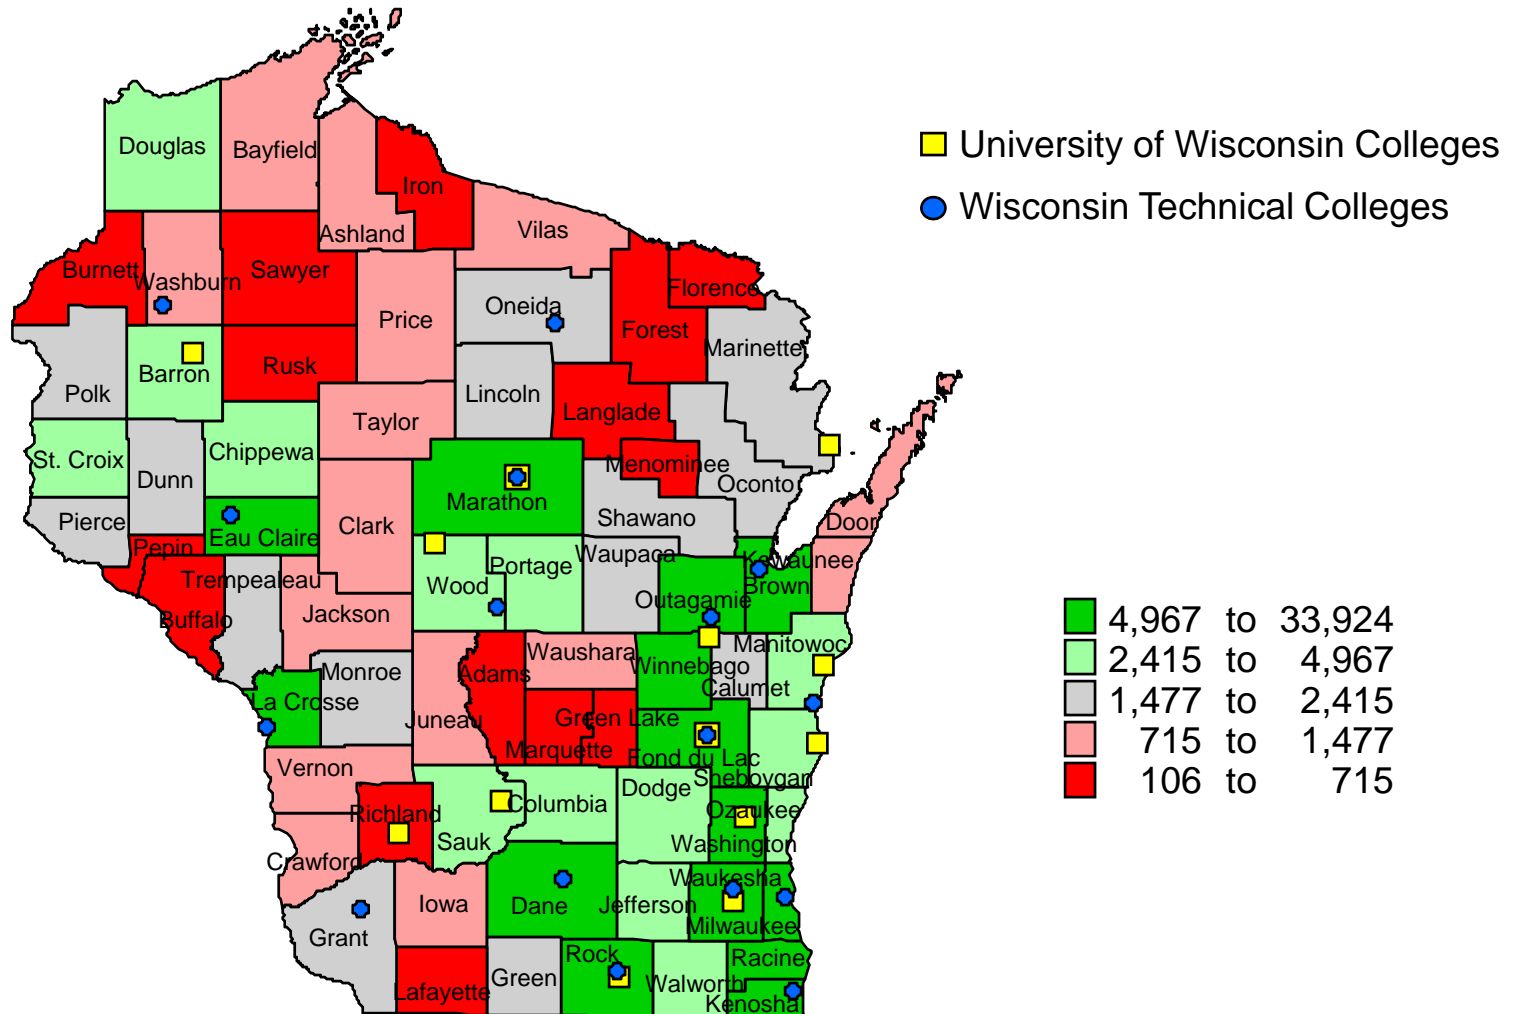 University of Wisconsin Colleges
Wisconsin Technical Colleges
Douglas
Bayfield
Iron
Ashland
Vilas
Burnett
Washburn
Sawyer
Florence
Oneida
Price
Forest
Marinette
Rusk
Barron
Polk
Lincoln
Langlade
Taylor
Chippewa
St. Croix
Menominee
Dunn
Oconto
Marathon
Shawano
Pierce
Clark
Door
Eau Claire
Pepin
Waupaca
Kewaunee
Portage
Trempealeau
Wood
Brown
Outagamie
Jackson
Buffalo
Manitowoc
Waushara
Winnebago
Monroe
Adams
Calumet
La Crosse
Juneau
Green Lake
Marquette
Fond du Lac
Vernon
Sheboygan
Dodge
Columbia
Ozaukee
Richland
Sauk
Washington
Crawford
Waukesha
Iowa
Dane
Jefferson
Milwaukee
Grant
Rock
Racine
Green
Walworth
Lafayette
Kenosha
4,967 to 33,924
2,415 to 4,967
1,477 to 2,415
715 to 1,477
106 to 715